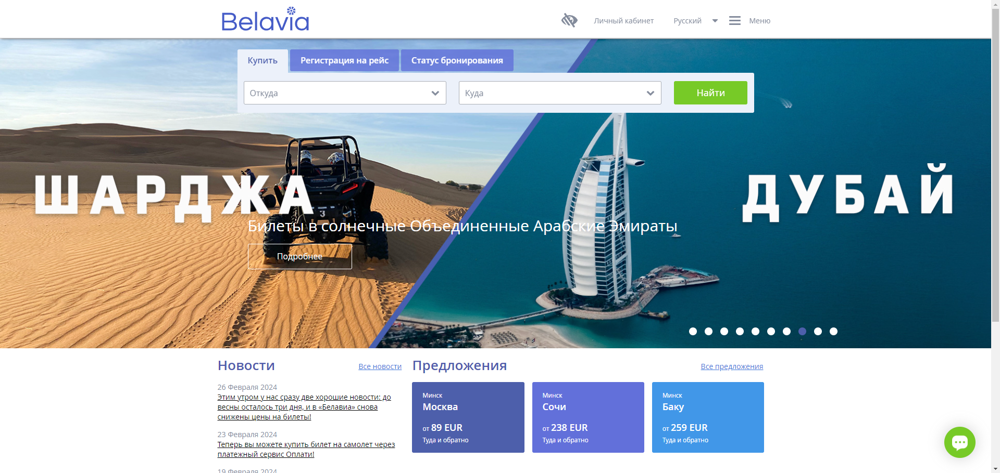 Belavia
Личный кабинет
Русский
Меню
Купить
Регистрация на рейс
Статус бронирования
Откуда
Куда
Найти
ШАРДЖА
ДУБАЙ
3
Билеты в солнечные Объединенные Арабские Эмираты
Подробнее
Новости
Все новости
26 Февраля 2024
Этим утром у нас сразу две хорошие новости: до
весны осталось три дня, и в «Белавиа» снова
снижены цены на билеты!
23 Февраля 2024
Теперь вы можете купить билет на самолет через
платежный сервис Оплати!
19 Февраля 2024
Предложения
Все предложения
Минск
Москва
от 89 EUR
Туда и обратно
Минск
Сочи
от 238 EUR
Туда и обратно
Минск
Баку
от 259 EUR
Туда и обратно